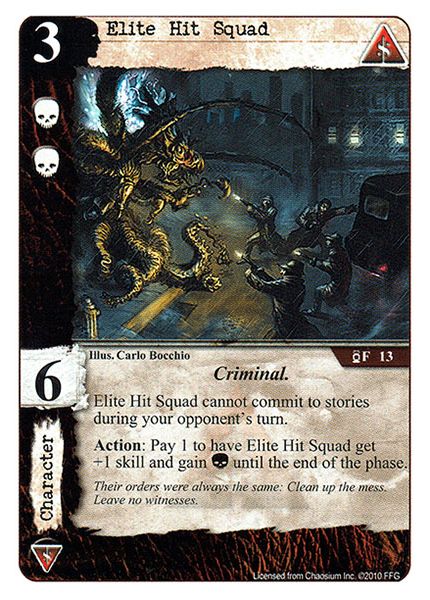 3
Elite Hit Squad
Illus. Carlo Bocchio
F 13
6
Criminal.
Elite Hit Squad cannot commit to stories
during your opponent's turn.
Action: Pay 1 to have Elite Hit Squad get
+1 skill and gain until the end of the phase.
Their orders were always the same: Clean up the mess.
Leave no witnesses.
Character
Licensed from Chaosium Inc. ©2010 FFG